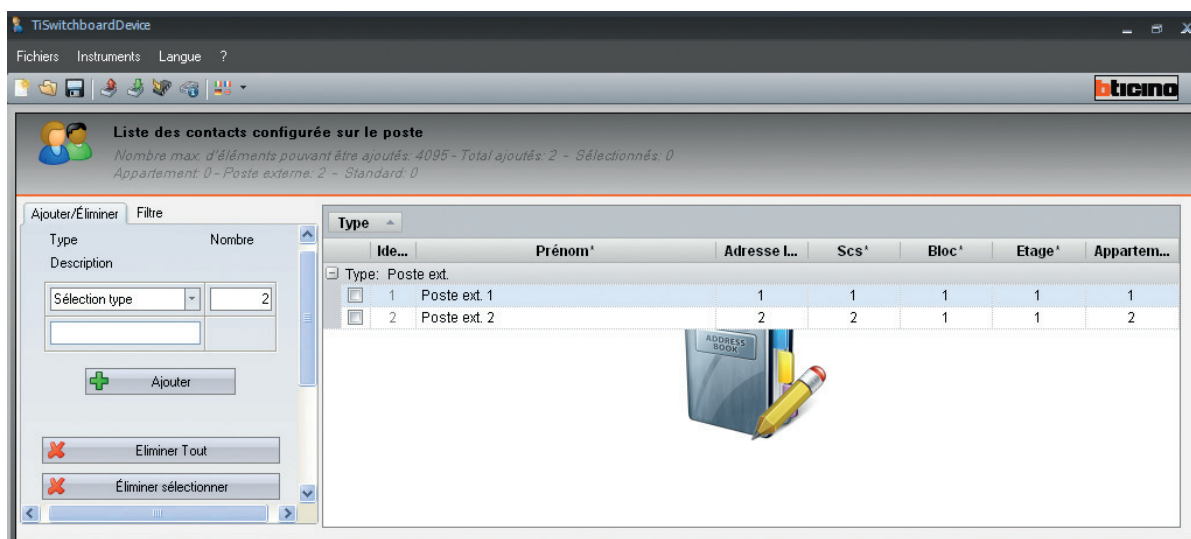 TiSwitchboardDevice
Fichiers Instruments Langue ?
bticino
Liste des contacts configurée sur le poste
Nombre max. d'éléments pouvant être ajoutés: 4095 - Total ajoutés: 2 - Sélectionnés: 0
Appartement: 0 - Poste externe: 2 - Standard: 0
Ajouter/Éliminer Filtre
Type Nombre
Description
Sélection type 2
Ajouter
Eliminer Tout
Éliminer sélectionner
Type
Ide... Prénom* Adresse I... Scs* Bloc* Etage* Appartem...
Type: Poste ext.
1 Poste ext. 1 1 1 1 1 1
2 Poste ext. 2 2 2 1 1 2
ADDRESS
BOOK